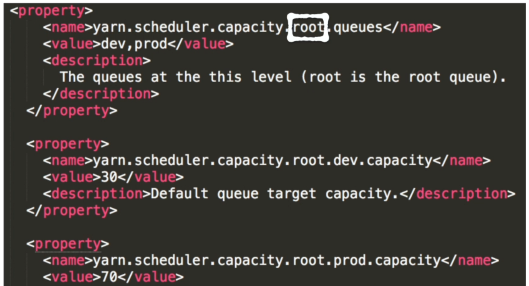 <property>
<name>yarn.scheduler.capacity.root.queues</name>
<value>dev,prod</value>
<description>
The queues at the this level (root is the root queue).
</description>
</property>
<property>
<name>yarn.scheduler.capacity.root.dev.capacity</name>
<value>30</value>
<description>Default queue target capacity.</description>
</property>
<property>
<name>yarn.scheduler.capacity.root.prod.capacity</name>
<value>70</value>